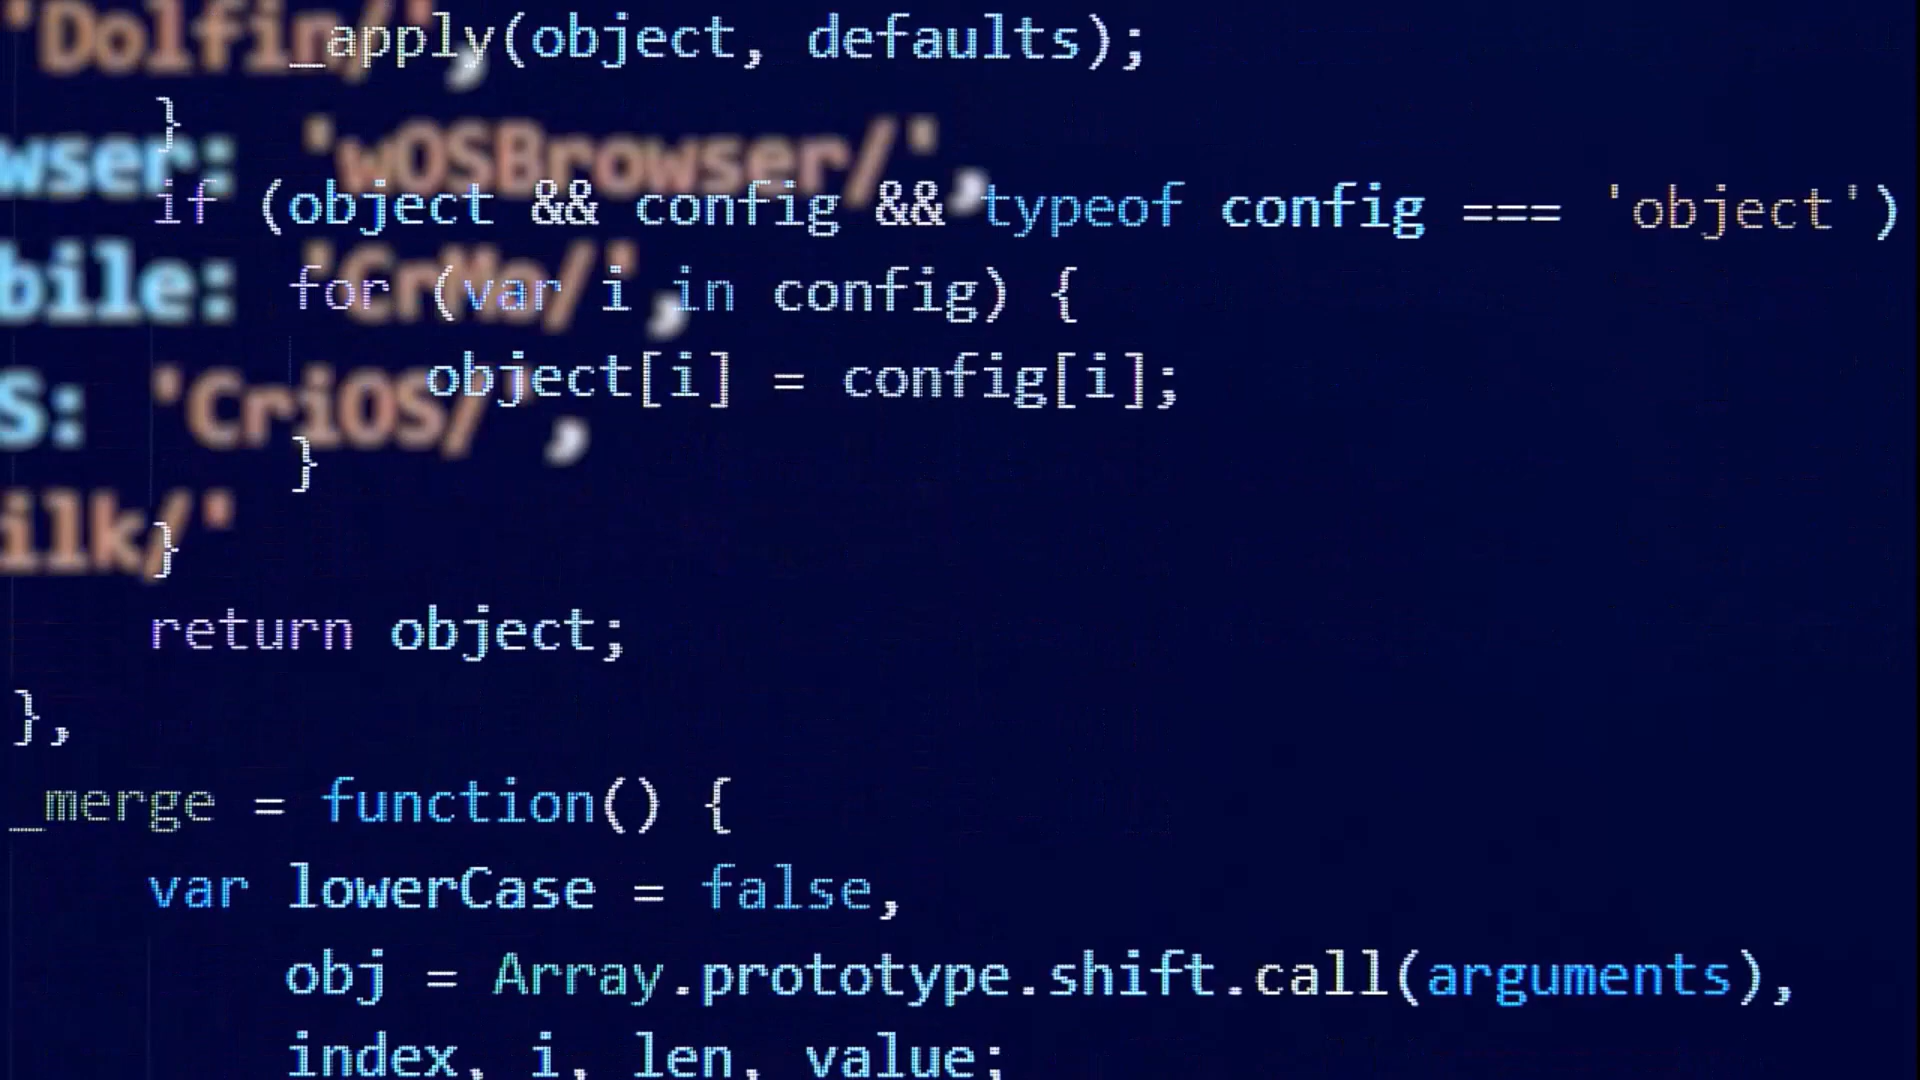 _apply(object, defaults);
}
if (object && config && typeof config === 'object')
for (var i in config) {
object[i] = config[i];
}
}
return object;
},
_merge = function() {
var lowerCase = false,
obj = Array.prototype.shift.call(arguments),
index, i, len, value;
'Dolfin/',
wser: 'wOSBrowser/',
bile: 'CrMo/',
S: 'CriOS/',
ilk/'